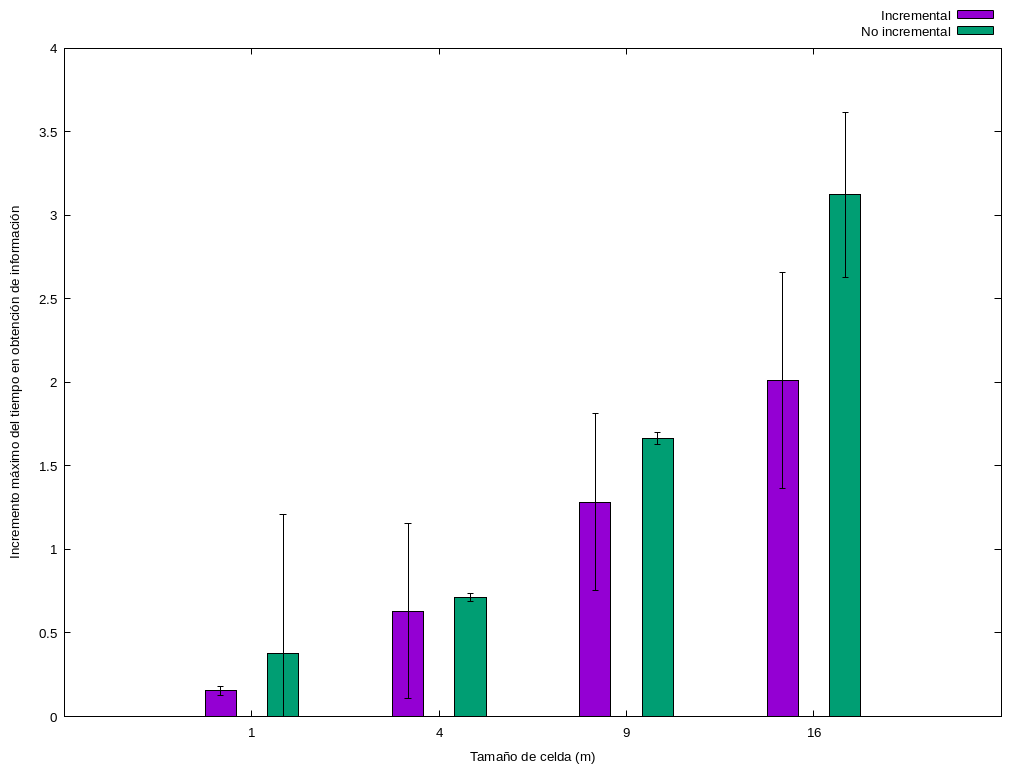 Incremental
No incremental
4
3.5
3
2.5
2
1.5
1
0.5
0
Incremento máximo del tiempo en obtención de información
1 4 9 16
Tamaño de celda (m)